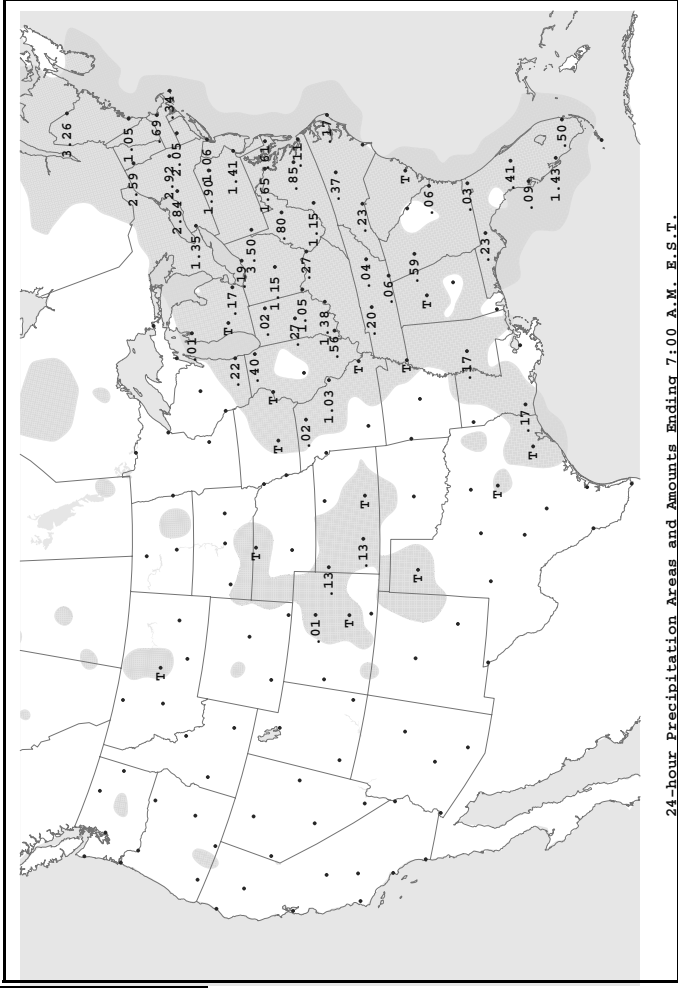 3.26
2.59 1.05
T .69
2.92 .34
2.84 2.05
.01 1.35
1.90
T .17 1.41
.22 .19
.40 3.50
T .02 1.65
T 1.15
T .80
.27 .85 .11
.02 1.05 .27
1.15
.01 1.38 .17
.13 1.03 .56 .37
T T .23
.13 T .04
.20
.06
T T
T .59
T .06
.17 .03
.23
T .41
.17 .09
T
1.43 .50
24-hour Precipitation Areas and Amounts Ending 7:00 A.M. E.S.T.